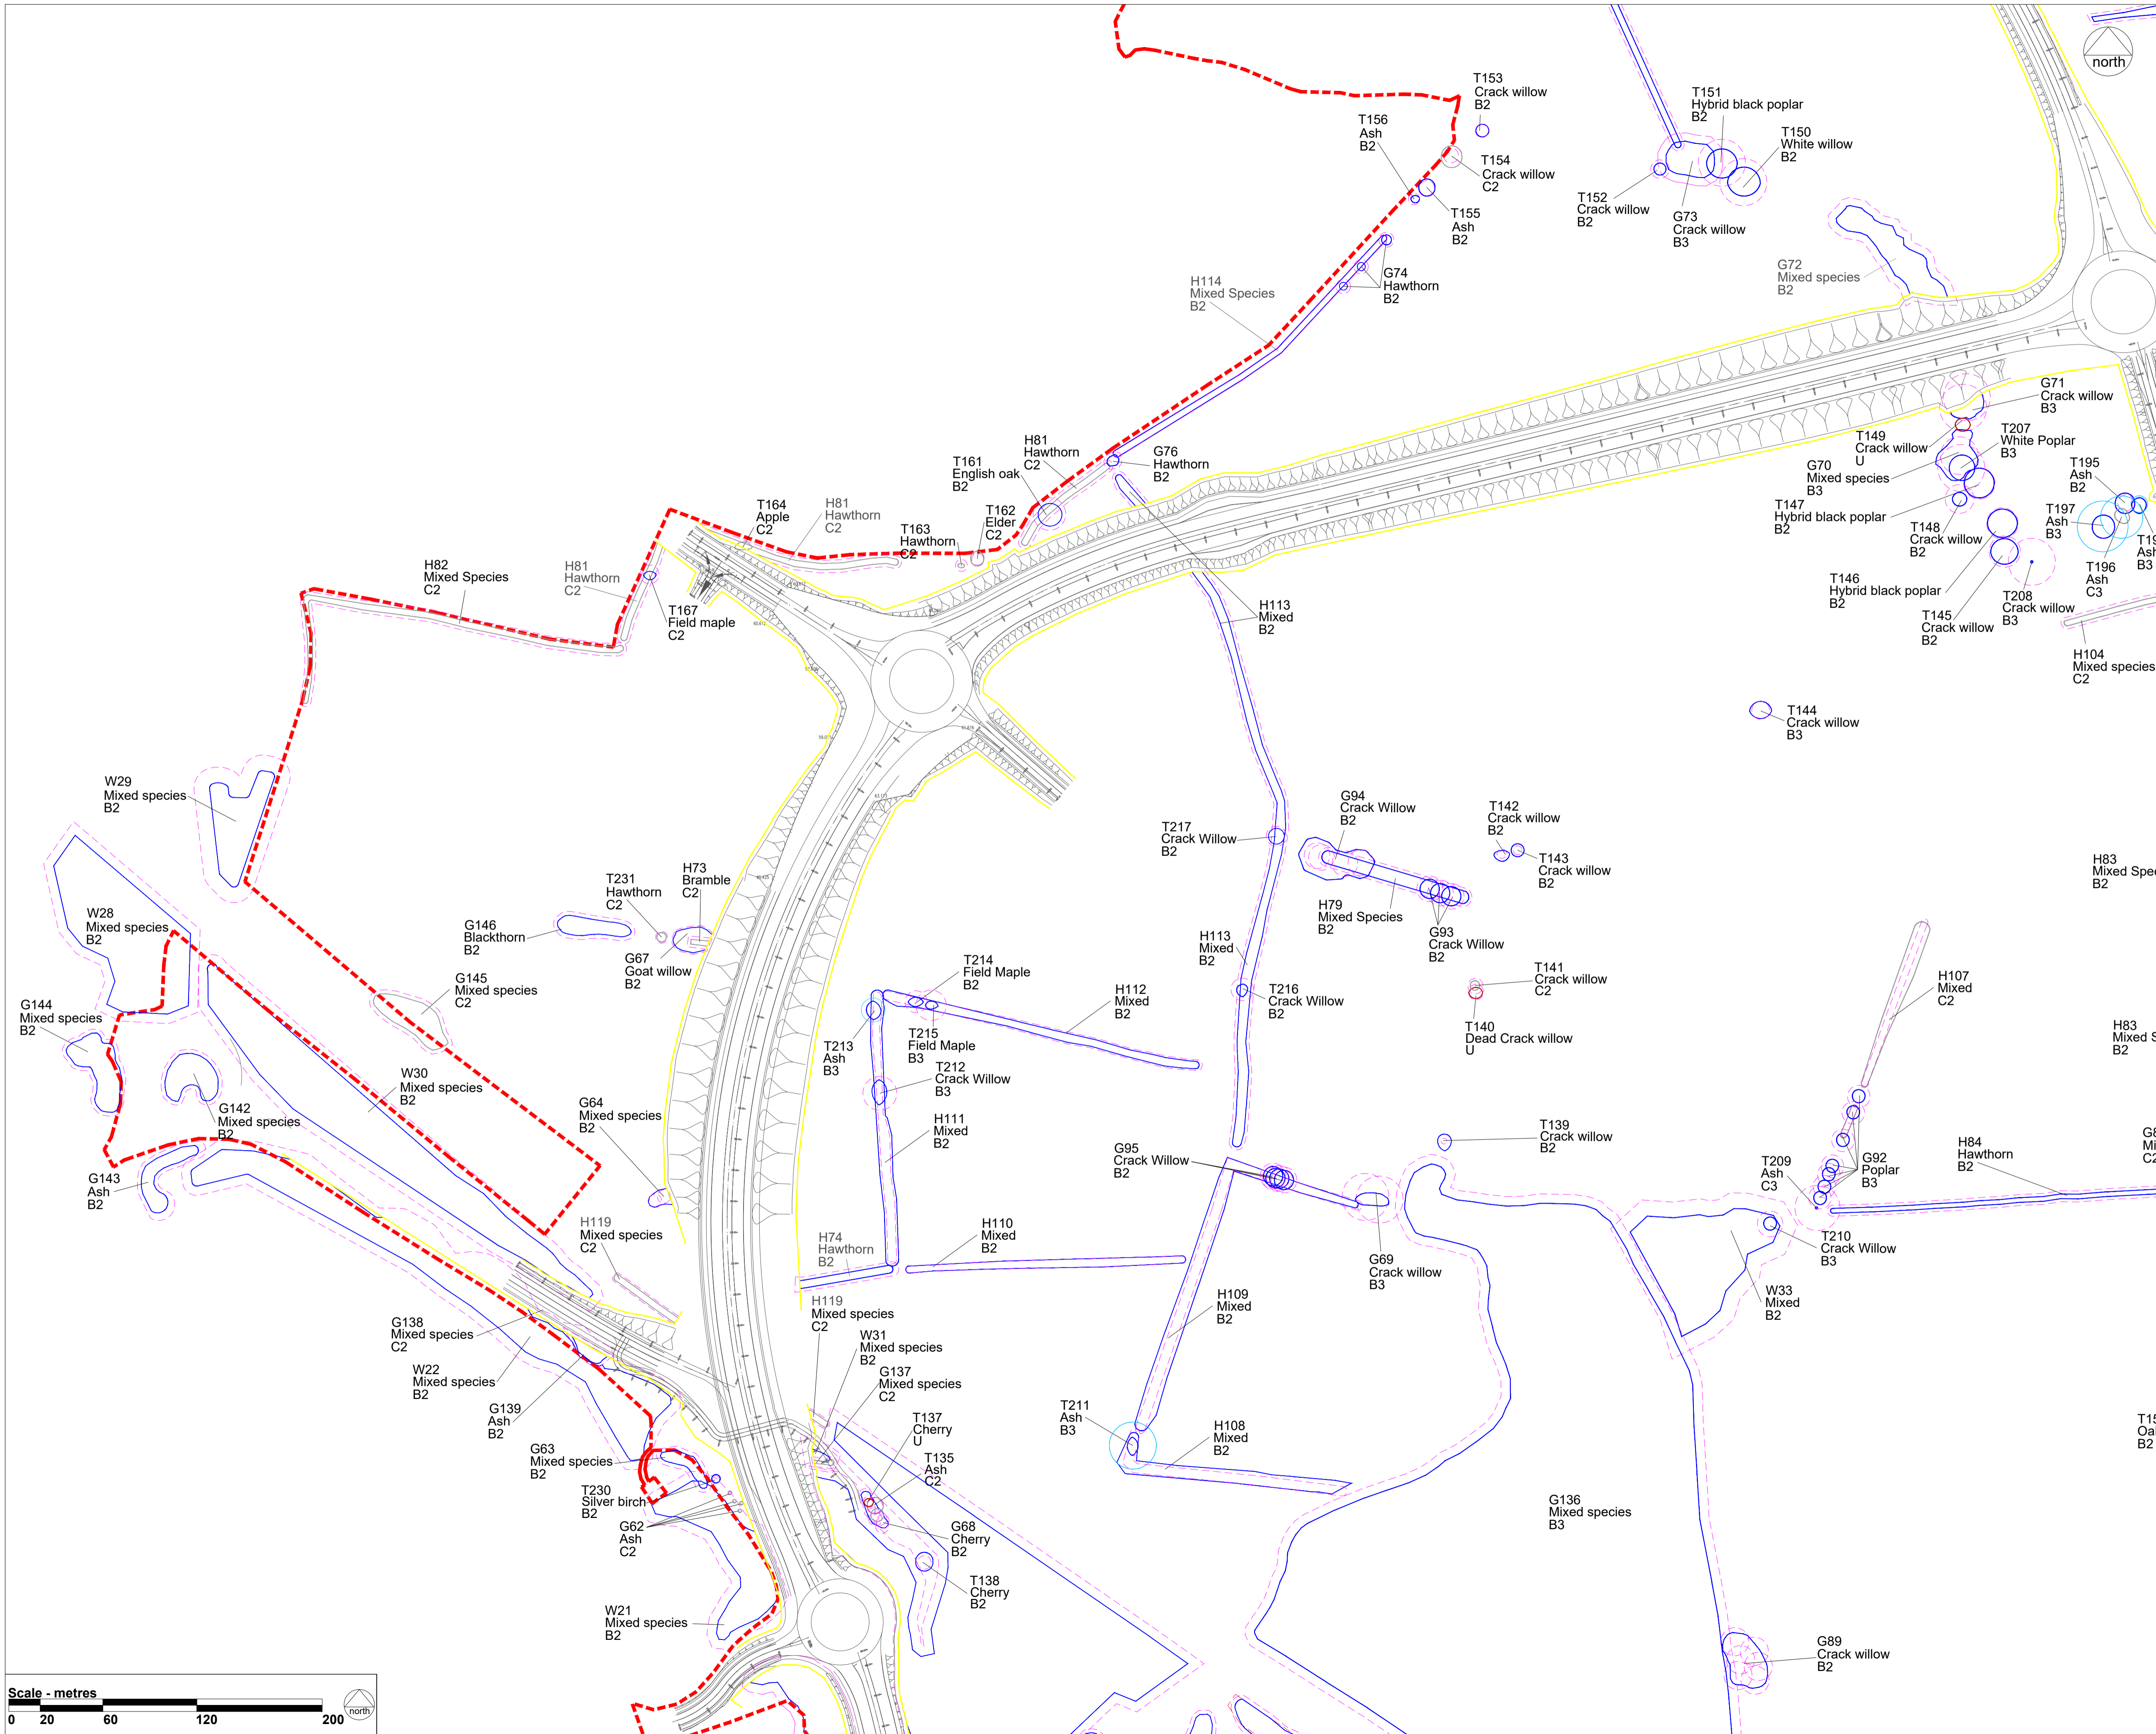 north
T153
Crack willow
B2
T151
Hybrid black poplar
B2
T156
Ash
B2
T150
White willow
B2
T154
Crack willow
C2
T152
Crack willow
B2
G73
Crack willow
B3
T155
Ash
B2
G72
Mixed species
B2
G74
Hawthorn
B2
H114
Mixed Species
B2
G71
Crack willow
B3
T149
Crack willow
U
T207
White Poplar
B3
G70
Mixed species
B3
T195
Ash
B2
H81
Hawthorn
C2
G76
Hawthorn
B2
T161
English oak
B2
T147
Hybrid black poplar
B2
T148
Crack willow
B2
T197
Ash
B3
T164
Apple
C2
H81
Hawthorn
C2
T163
Hawthorn
C2
T162
Elder
C2
T19
Ash
B3
T196
Ash
C3
H82
Mixed Species
C2
H81
Hawthorn
C2
T167
Field maple
C2
T146
Hybrid black poplar
B2
T208
Crack willow
B3
T145
Crack willow
B2
H113
Mixed
B2
H104
Mixed species
C2
T144
Crack willow
B3
W29
Mixed species
B2
G94
Crack Willow
B2
T142
Crack willow
B2
T217
Crack Willow
B2
T143
Crack willow
B2
H83
Mixed Spe
B2
T231
Hawthorn
C2
H73
Bramble
C2
H79
Mixed Species
B2
W28
Mixed species
B2
G146
Blackthorn
B2
G67
Goat willow
B2
G93
Crack Willow
B2
H113
Mixed
B2
T214
Field Maple
B2
T141
Crack willow
C2
G145
Mixed species
C2
H112
Mixed
B2
T216
Crack Willow
B2
H107
Mixed
C2
G144
Mixed species
B2
T140
Dead Crack willow
U
H83
Mixed S
B2
T213
Ash
B3
T215
Field Maple
B3
T212
Crack Willow
B3
W30
Mixed species
B2
G142
Mixed species
B2
G64
Mixed species
B2
H111
Mixed
B2
T139
Crack willow
B2
G95
Crack Willow
B2
T209
Ash
C3
G92
Poplar
B3
H84
Hawthorn
B2
G8
Mi
C2
G143
Ash
B2
H119
Mixed species
C2
H74
Hawthorn
B2
H110
Mixed
B2
G69
Crack willow
B3
T210
Crack Willow
B3
W33
Mixed
B2
H109
Mixed
B2
H119
Mixed species
C2
G138
Mixed species
C2
W31
Mixed species
B2
W22
Mixed species
B2
G137
Mixed species
C2
G139
Ash
B2
T211
Ash
B3
T137
Cherry
U
H108
Mixed
B2
T15
Oa
B2
G63
Mixed species
B2
T135
Ash
C2
T230
Silver birch
B2
G136
Mixed species
B3
G62
Ash
C2
G68
Cherry
B2
T138
Cherry
B2
W21
Mixed species
B2
G89
Crack willow
B2
Scale - metres
0 20 60 120 200
north